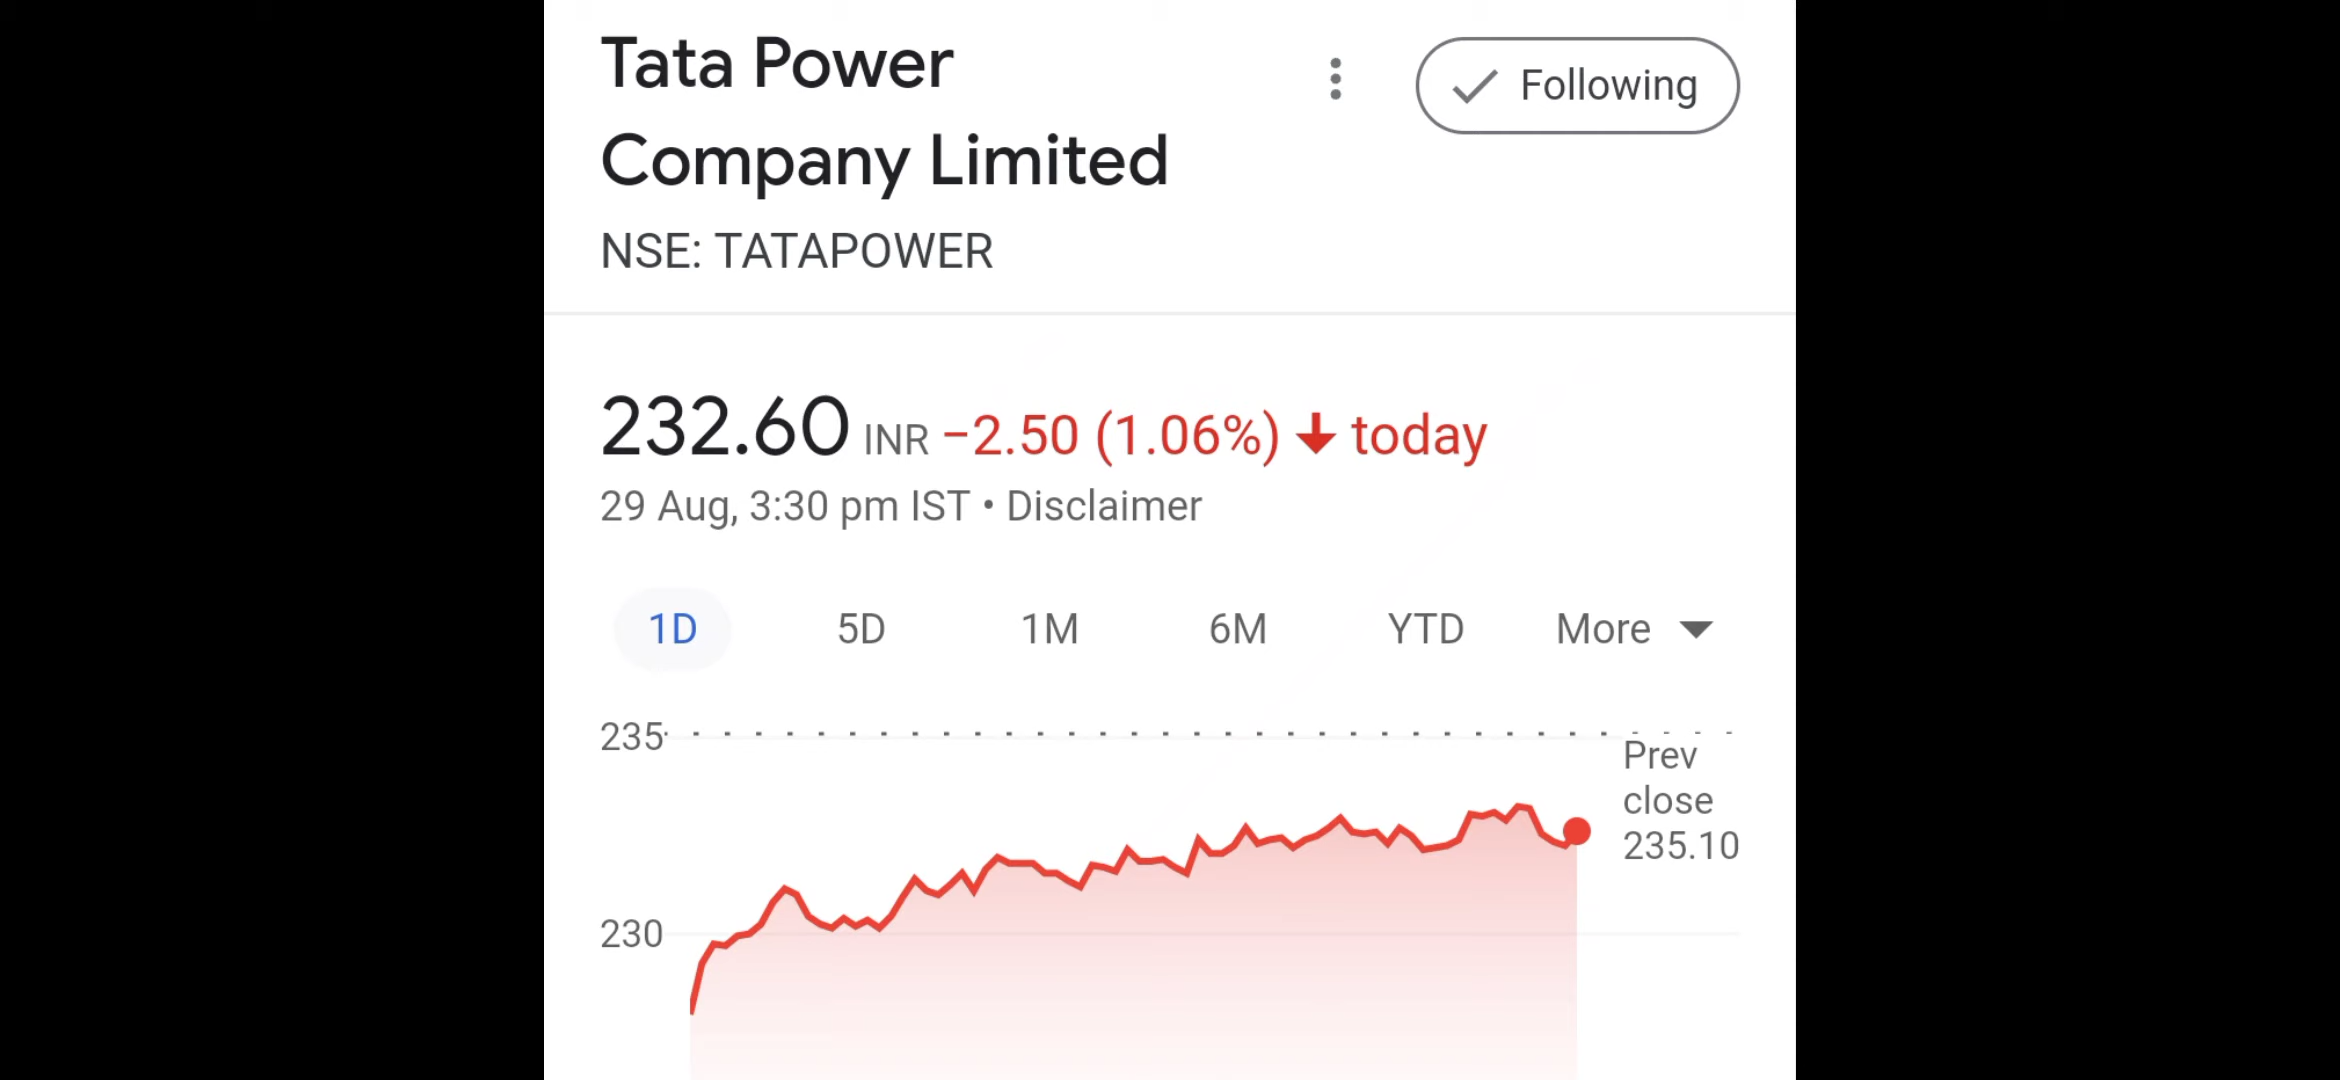 Tata Power
Company Limited
Following
NSE: TATAPOWER
232.60 INR −2.50 (1.06%) today
29 Aug, 3:30 pm IST • Disclaimer
1D 5D 1M 6M YTD More
235
Prev
close
235.10
230